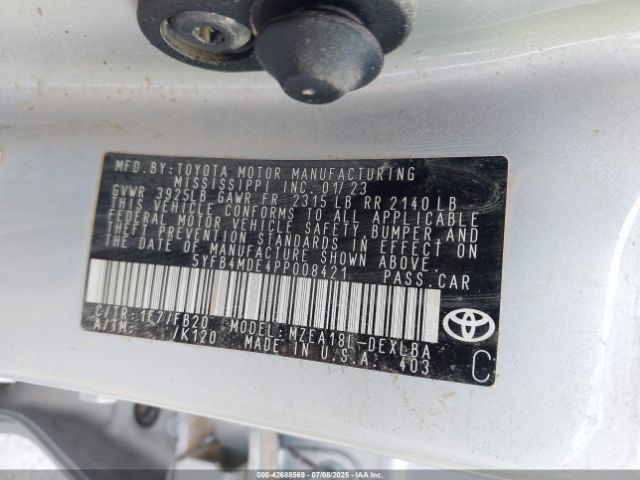 MFD.BY:TOYOTA MOTOR MANUFACTURING
MISSISSIPPI INC. 01/23
GVWR 3925LB GAWR FR 2315 LB RR 2140 LB
THIS VEHICLE CONFORMS TO ALL APPLICABLE
FEDERAL MOTOR VEHICLE SAFETY, BUMPER AND
THEFT PREVENTION STANDARDS IN EFFECT ON
THE DATE OF MANUFACTURE SHOWN ABOVE.
5YFB4MDE4PP008421 PASS.CAR
C/TR:1F7/FB20 MODEL:MZEA18L-DEXLBA
A/TM: /K120 MADE IN U.S.A. 403
C
000-42688569 | 07/08/2025 | IAAI.COM